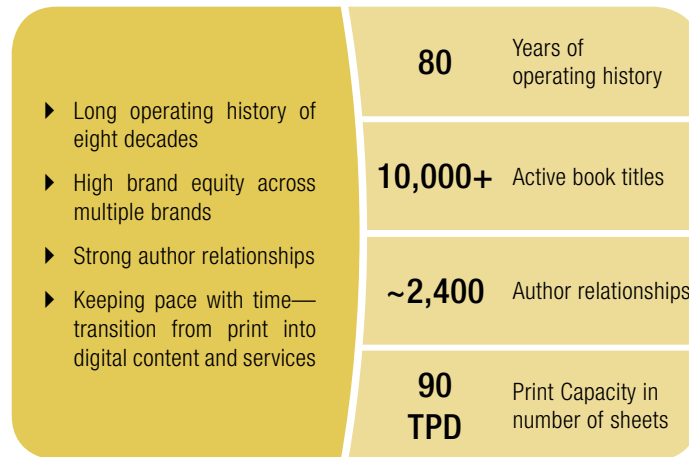 ▶ Long operating history of
eight decades
▶ High brand equity across
multiple brands
▶ Strong author relationships
▶ Keeping pace with time—
transition from print into
digital content and services
80
Years of
operating history
10,000+
Active book titles
~2,400
Author relationships
90
TPD
Print Capacity in
number of sheets